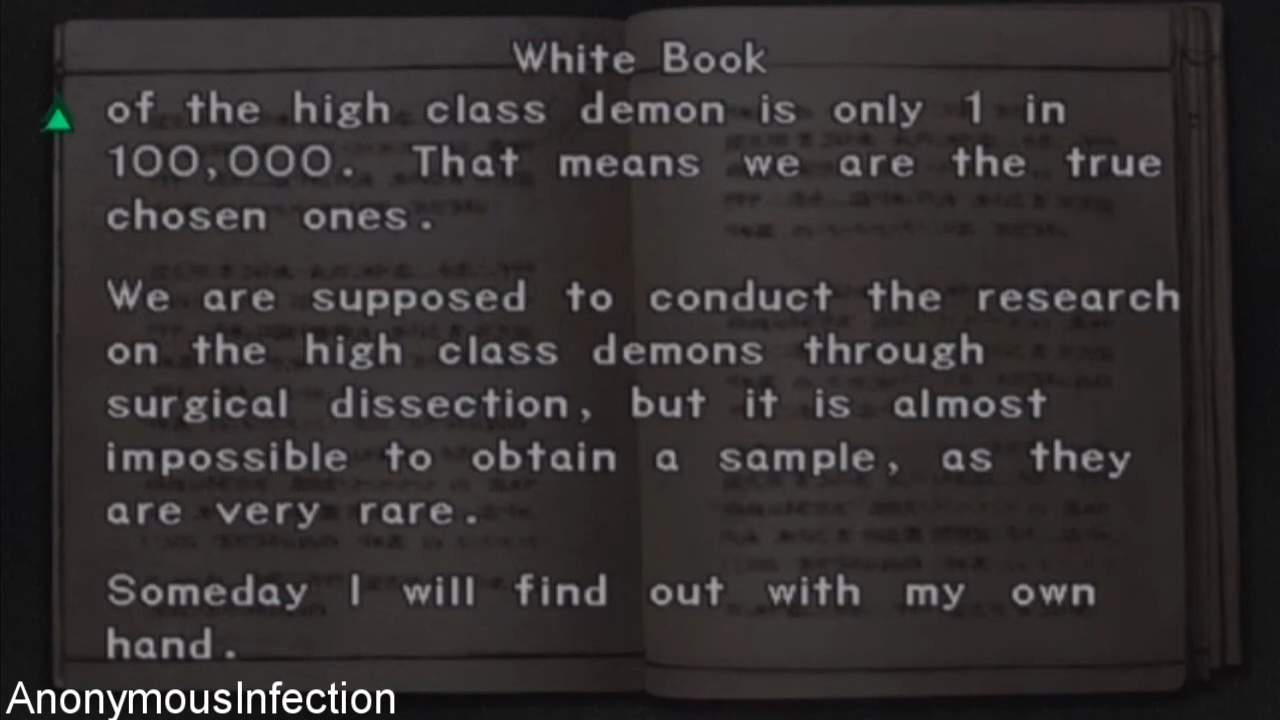 White Book
of the high class demon is only 1 in
100,000. That means we are the true
chosen ones.
We are supposed to conduct the research
on the high class demons through
surgical dissection, but it is almost
impossible to obtain a sample, as they
are very rare.
Someday I will find out with my own
hand.
AnonymousInfection